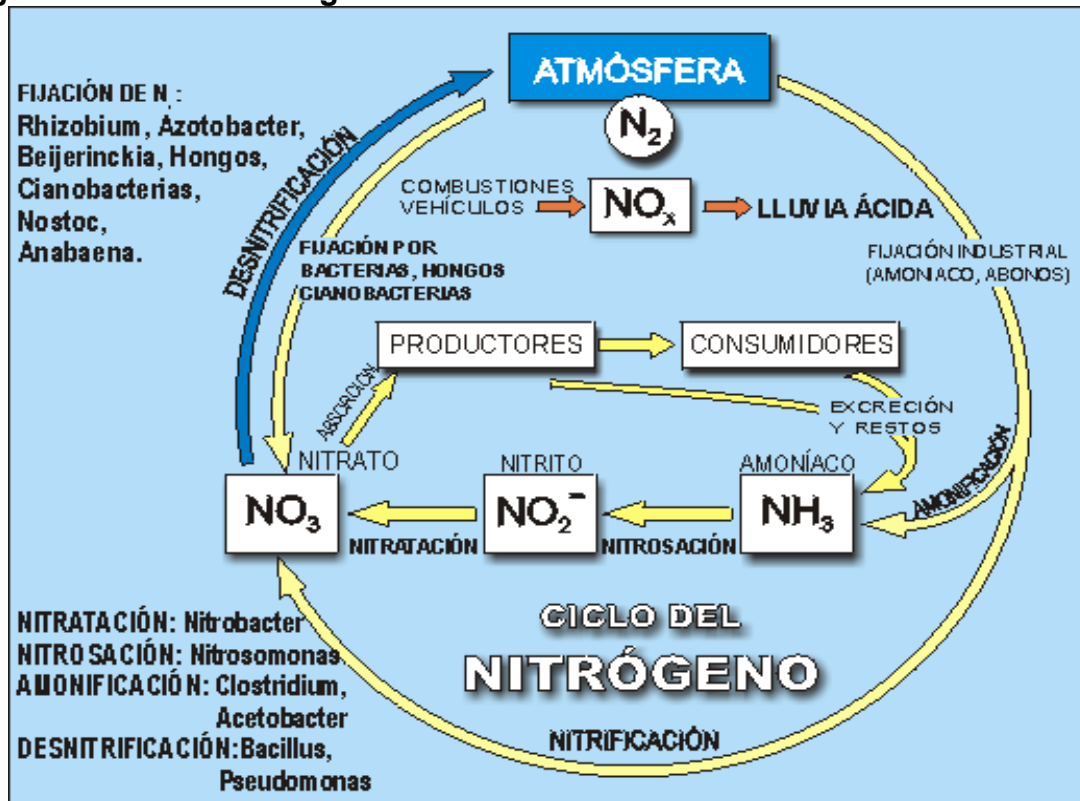 ATMÓSFERA
N₂
FIJACIÓN DE N :
Rhizobium, Azotobacter,
Beijerinckia, Hongos,
Cianobacterias,
Nostoc,
Anabaena.
DESNITRIFICACIÓN
COMBUSTIONES
VEHÍCULOS
NOₓ
LLUVIA ÁCIDA
FIJACIÓN POR
BACTERIAS, HONGOS
CIANOBACTERIAS
FIJACIÓN INDUSTRIAL
(AMONIACO, ABONOS)
PRODUCTORES
CONSUMIDORES
ABSORCION
EXCRECIÓN
Y RESTOS
NITRATO
NITRITO
AMONÍACO
AMONIFICACIÓN
NO₃
NO₂⁻
NH₃
NITRATACIÓN
NITROSACIÓN
NITRATACIÓN: Nitrobacter
NITROSACIÓN: Nitrosomonas
AMONIFICACIÓN: Clostridium,
Acetobacter
DESNITRIFICACIÓN:Bacillus,
Pseudomonas
CICLO DEL
NITRÓGENO
NITRIFICACIÓN